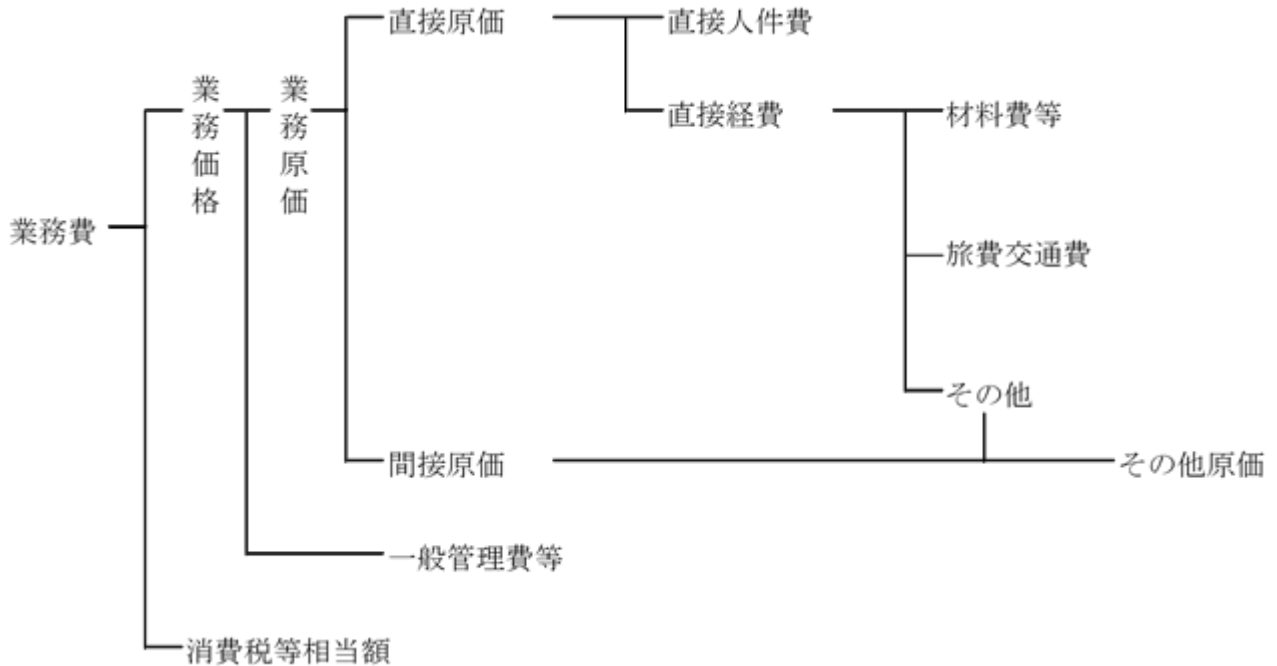 直接原価
直接人件費
業務価格
業務原価
直接経費
材料費等
業務費
旅費交通費
その他
間接原価
その他原価
一般管理費等
消費税等相当額